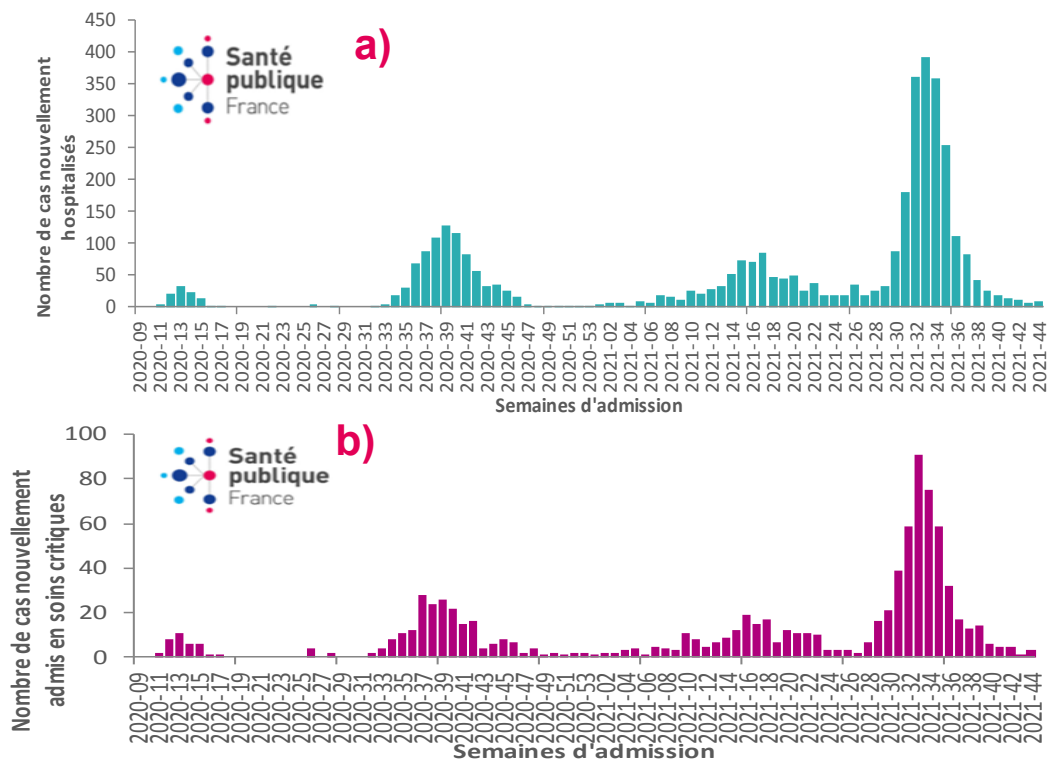 a)
Santé
publique
France
Nombre de cas nouvellement
hospitalisés
450
400
350
300
250
200
150
100
50
0
2020-09 2020-11 2020-13 2020-15 2020-17 2020-19 2020-21 2020-23 2020-25 2020-27 2020-29 2020-31 2020-33 2020-35 2020-37 2020-39 2020-41 2020-43 2020-45 2020-47 2020-49 2020-51 2020-53 2021-02 2021-04 2021-06 2021-08 2021-10 2021-12 2021-14 2021-16 2021-18 2021-20 2021-22 2021-24 2021-26 2021-28 2021-30 2021-32 2021-34 2021-36 2021-38 2021-40 2021-42 2021-44
Semaines d'admission
b)
Santé
publique
France
Nombre de cas nouvellement
admis en soins critiques
100
80
60
40
20
0
2020-09 2020-11 2020-13 2020-15 2020-17 2020-19 2020-21 2020-23 2020-25 2020-27 2020-29 2020-31 2020-33 2020-35 2020-37 2020-39 2020-41 2020-43 2020-45 2020-47 2020-49 2020-51 2020-53 2021-02 2021-04 2021-06 2021-08 2021-10 2021-12 2021-14 2021-16 2021-18 2021-20 2021-22 2021-24 2021-26 2021-28 2021-30 2021-32 2021-34 2021-36 2021-38 2021-40 2021-42 2021-44
Semaines d'admission